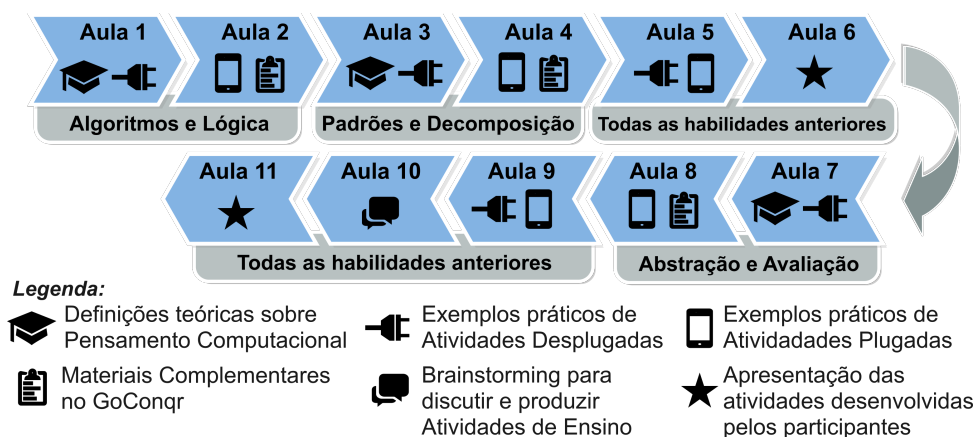 Aula 1
Aula 2
Aula 3
Aula 4
Aula 5
Aula 6
Algoritmos e Lógica
Padrões e Decomposição
Todas as habilidades anteriores
Aula 11
Aula 10
Aula 9
Aula 8
Aula 7
Todas as habilidades anteriores
Abstração e Avaliação
Legenda:
Definições teóricas sobre
Pensamento Computacional
Exemplos práticos de
Atividades Desplugadas
Exemplos práticos de
Atividadades Plugadas
Materiais Complementares
no GoConqr
Brainstorming para
discutir e produzir
Atividades de Ensino
Apresentação das
atividades desenvolvidas
pelos participantes